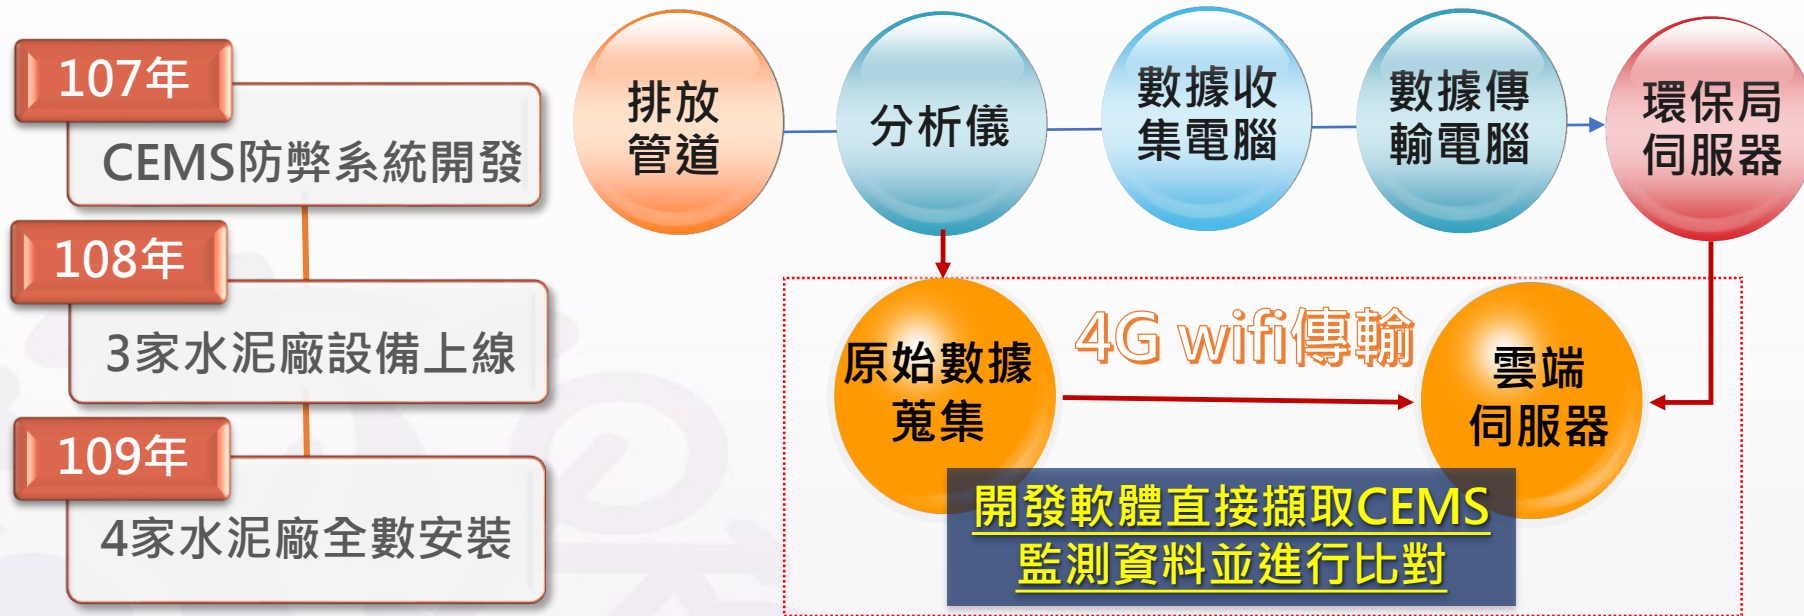 107年
CEMS防弊系統開發
108年
3家水泥廠設備上線
109年
4家水泥廠全數安裝
排放
管道
分析儀
數據收
集電腦
數據傳
輸電腦
環保局
伺服器
原始數據
蒐集
4G wifi傳輸
雲端
伺服器
開發軟體直接擷取CEMS
監測資料並進行比對